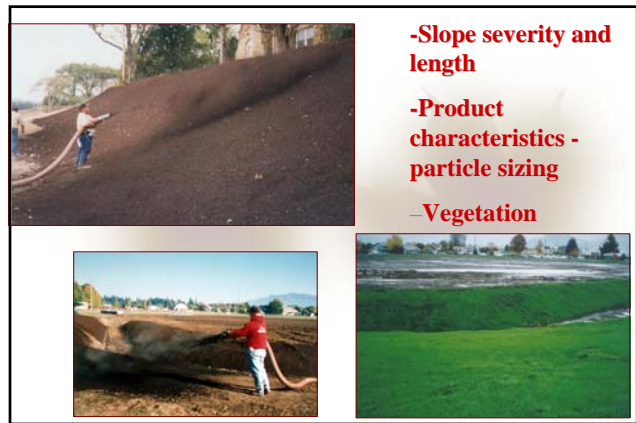 -Slope severity and
length
-Product
characteristics -
particle sizing
–Vegetation